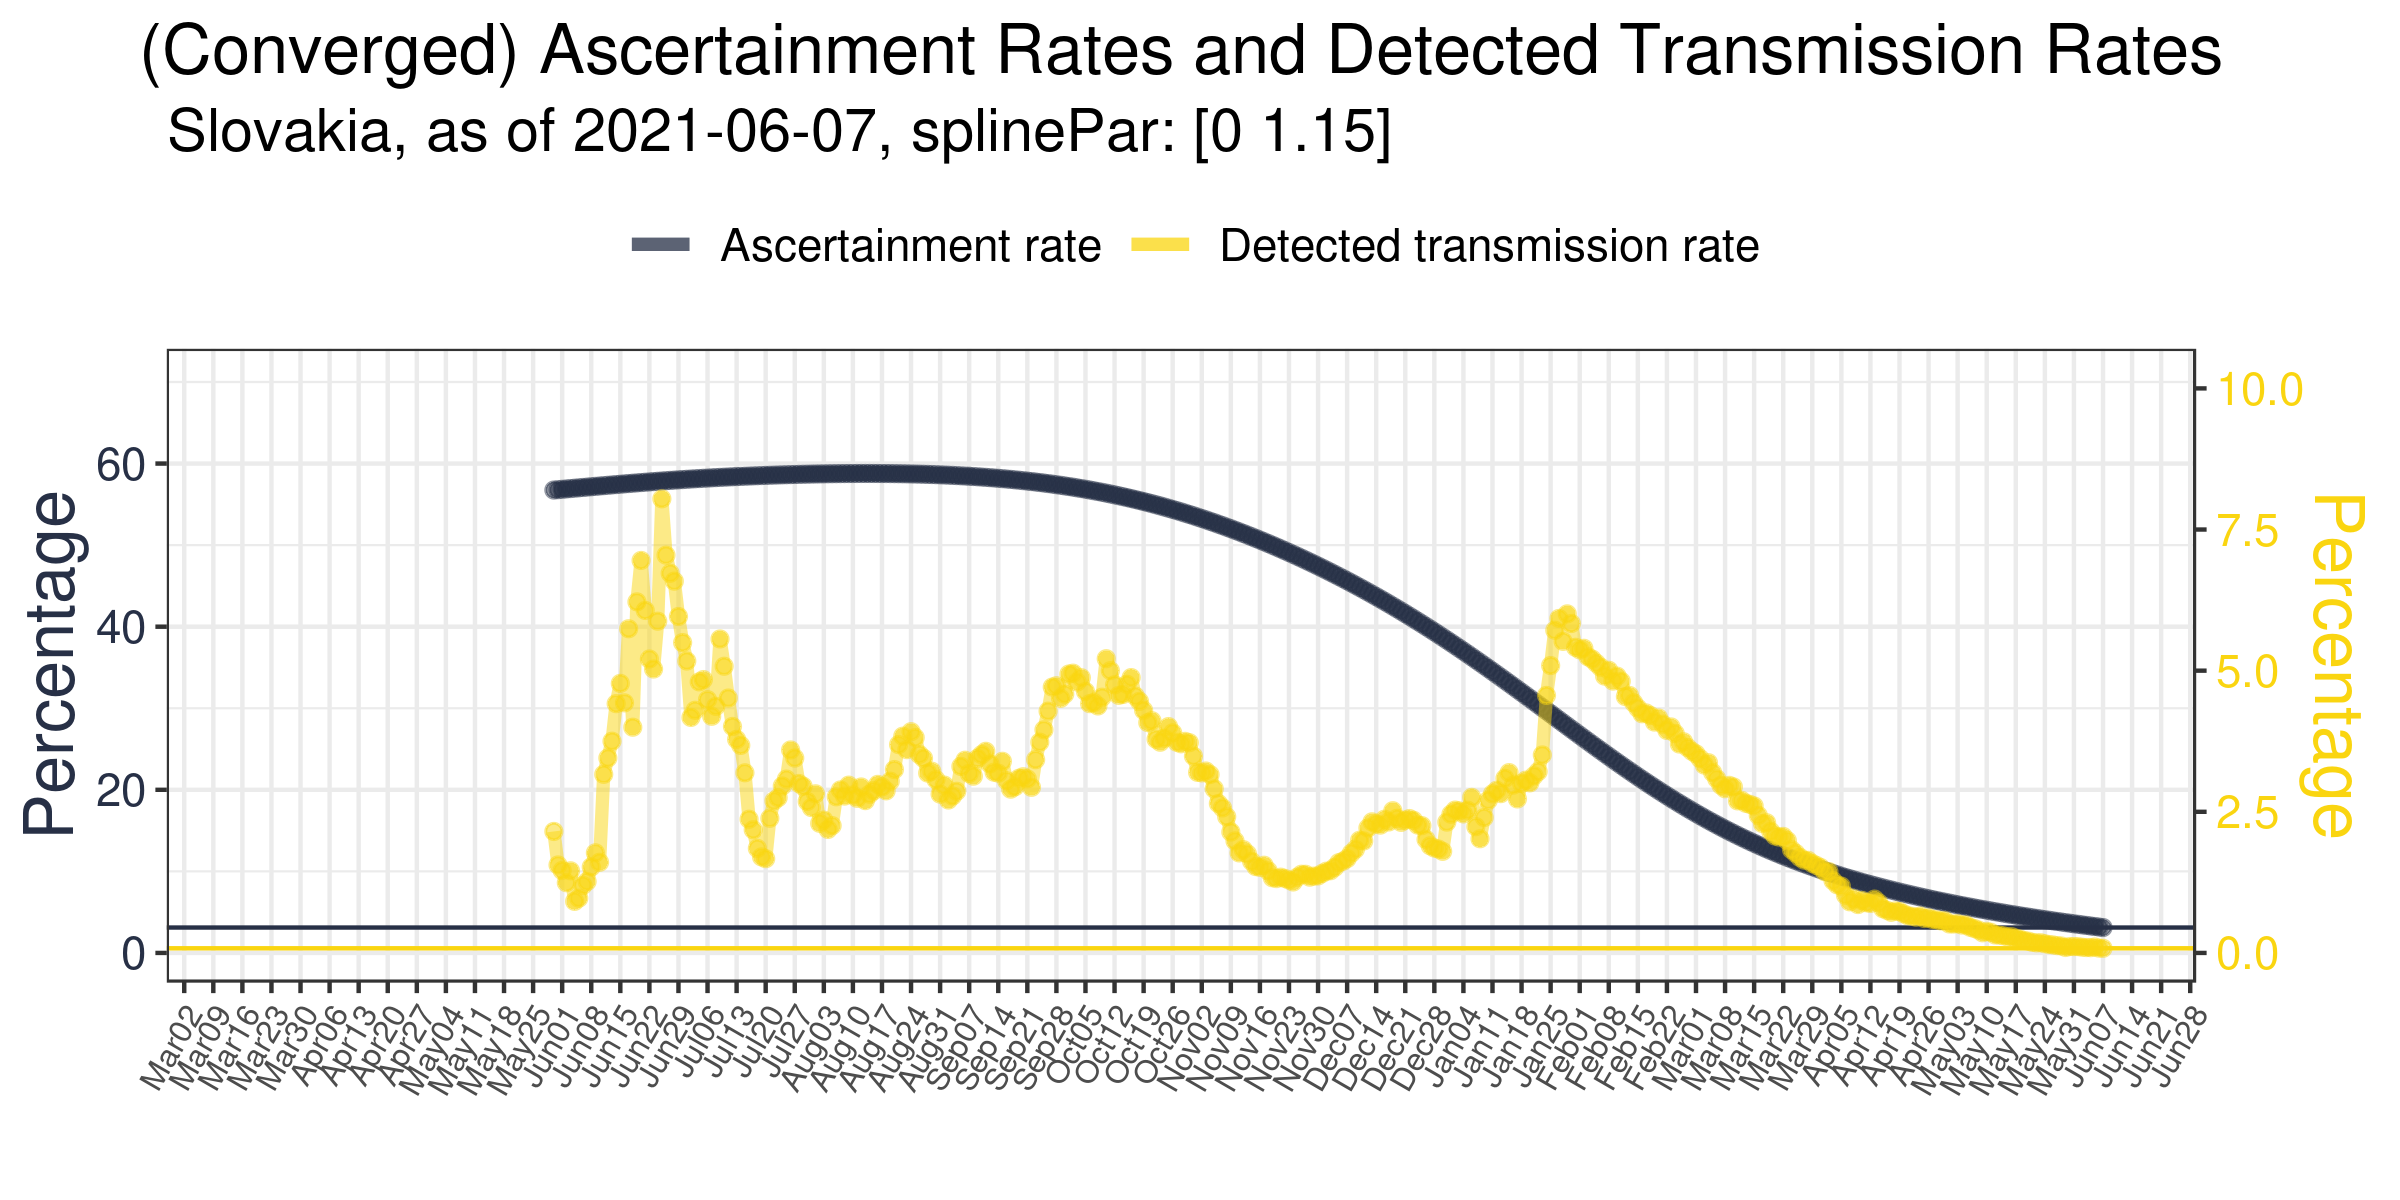 (Converged) Ascertainment Rates and Detected Transmission Rates
Slovakia, as of 2021-06-07, splinePar: [0 1.15]
Ascertainment rate
Detected transmission rate
Percentage
60
40
20
0
10.0
7.5
5.0
2.5
0.0
Percentage
Mar02
Mar09
Mar16
Mar23
Mar30
Apr06
Apr13
Apr20
Apr27
May04
May11
May18
May25
Jun01
Jun08
Jun15
Jun22
Jun29
Jul06
Jul13
Jul20
Jul27
Aug03
Aug10
Aug17
Aug24
Aug31
Sep07
Sep14
Sep21
Sep28
Oct05
Oct12
Oct19
Oct26
Nov02
Nov09
Nov16
Nov23
Nov30
Dec07
Dec14
Dec21
Dec28
Jan04
Jan11
Jan18
Jan25
Feb01
Feb08
Feb15
Feb22
Mar01
Mar08
Mar15
Mar22
Mar29
Apr05
Apr12
Apr19
Apr26
May03
May10
May17
May24
May31
Jun07
Jun14
Jun21
Jun28